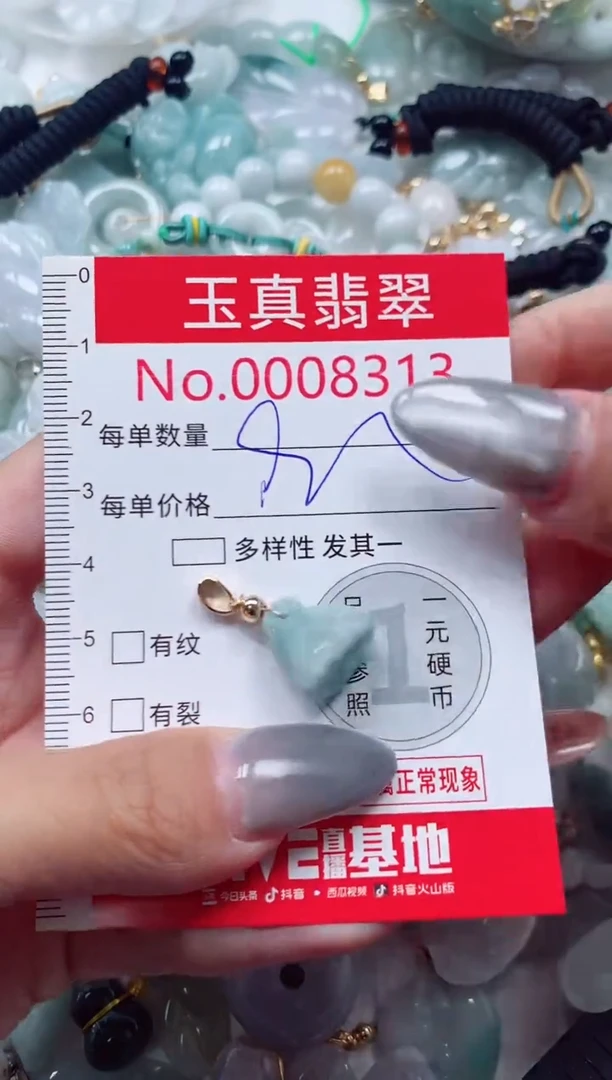 0
玉真翡翠
1
No.0008313
2
每单数量
3
每单价格
4
多样性 发其一
一元硬币
参照
5
有纹
6
有裂
属正常现象
直播基地
今日头条 抖音 西瓜视频 抖音火山版